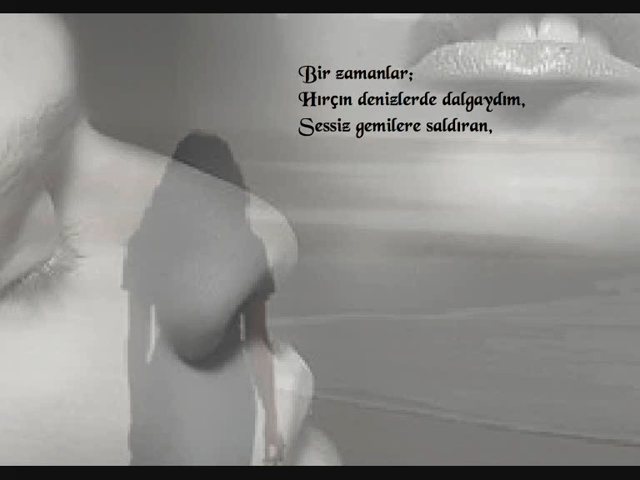 Bir zamanlar;
Hırçın denizlerde dalgaydım,
Sessiz gemilere saldıran,